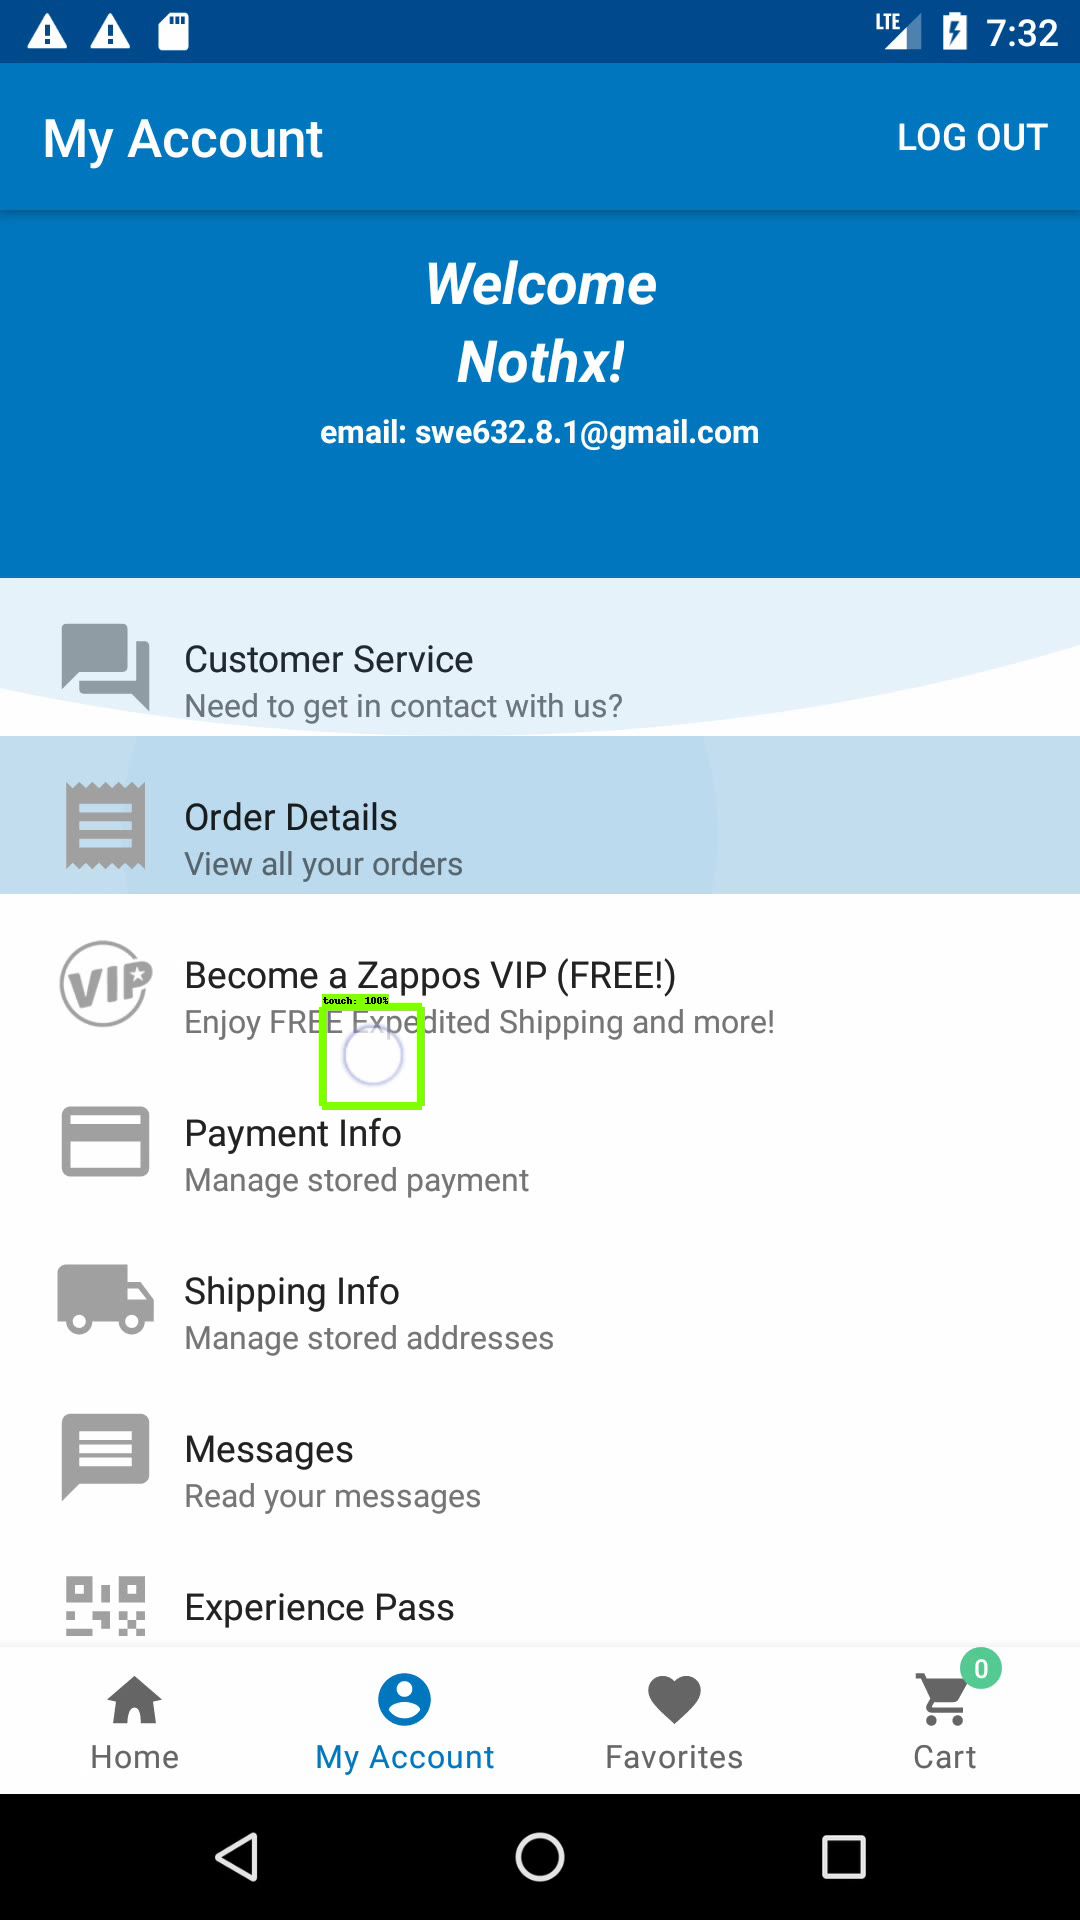 LTE 7:32
My Account LOG OUT
Welcome
Nothx!
email: swe632.8.1@gmail.com
Customer Service
Need to get in contact with us?
Order Details
View all your orders
VIP
Become a Zappos VIP (FREE!)
touch: 100%
Enjoy FREE Expedited Shipping and more!
Payment Info
Manage stored payment
Shipping Info
Manage stored addresses
Messages
Read your messages
Experience Pass
0
Home My Account Favorites Cart